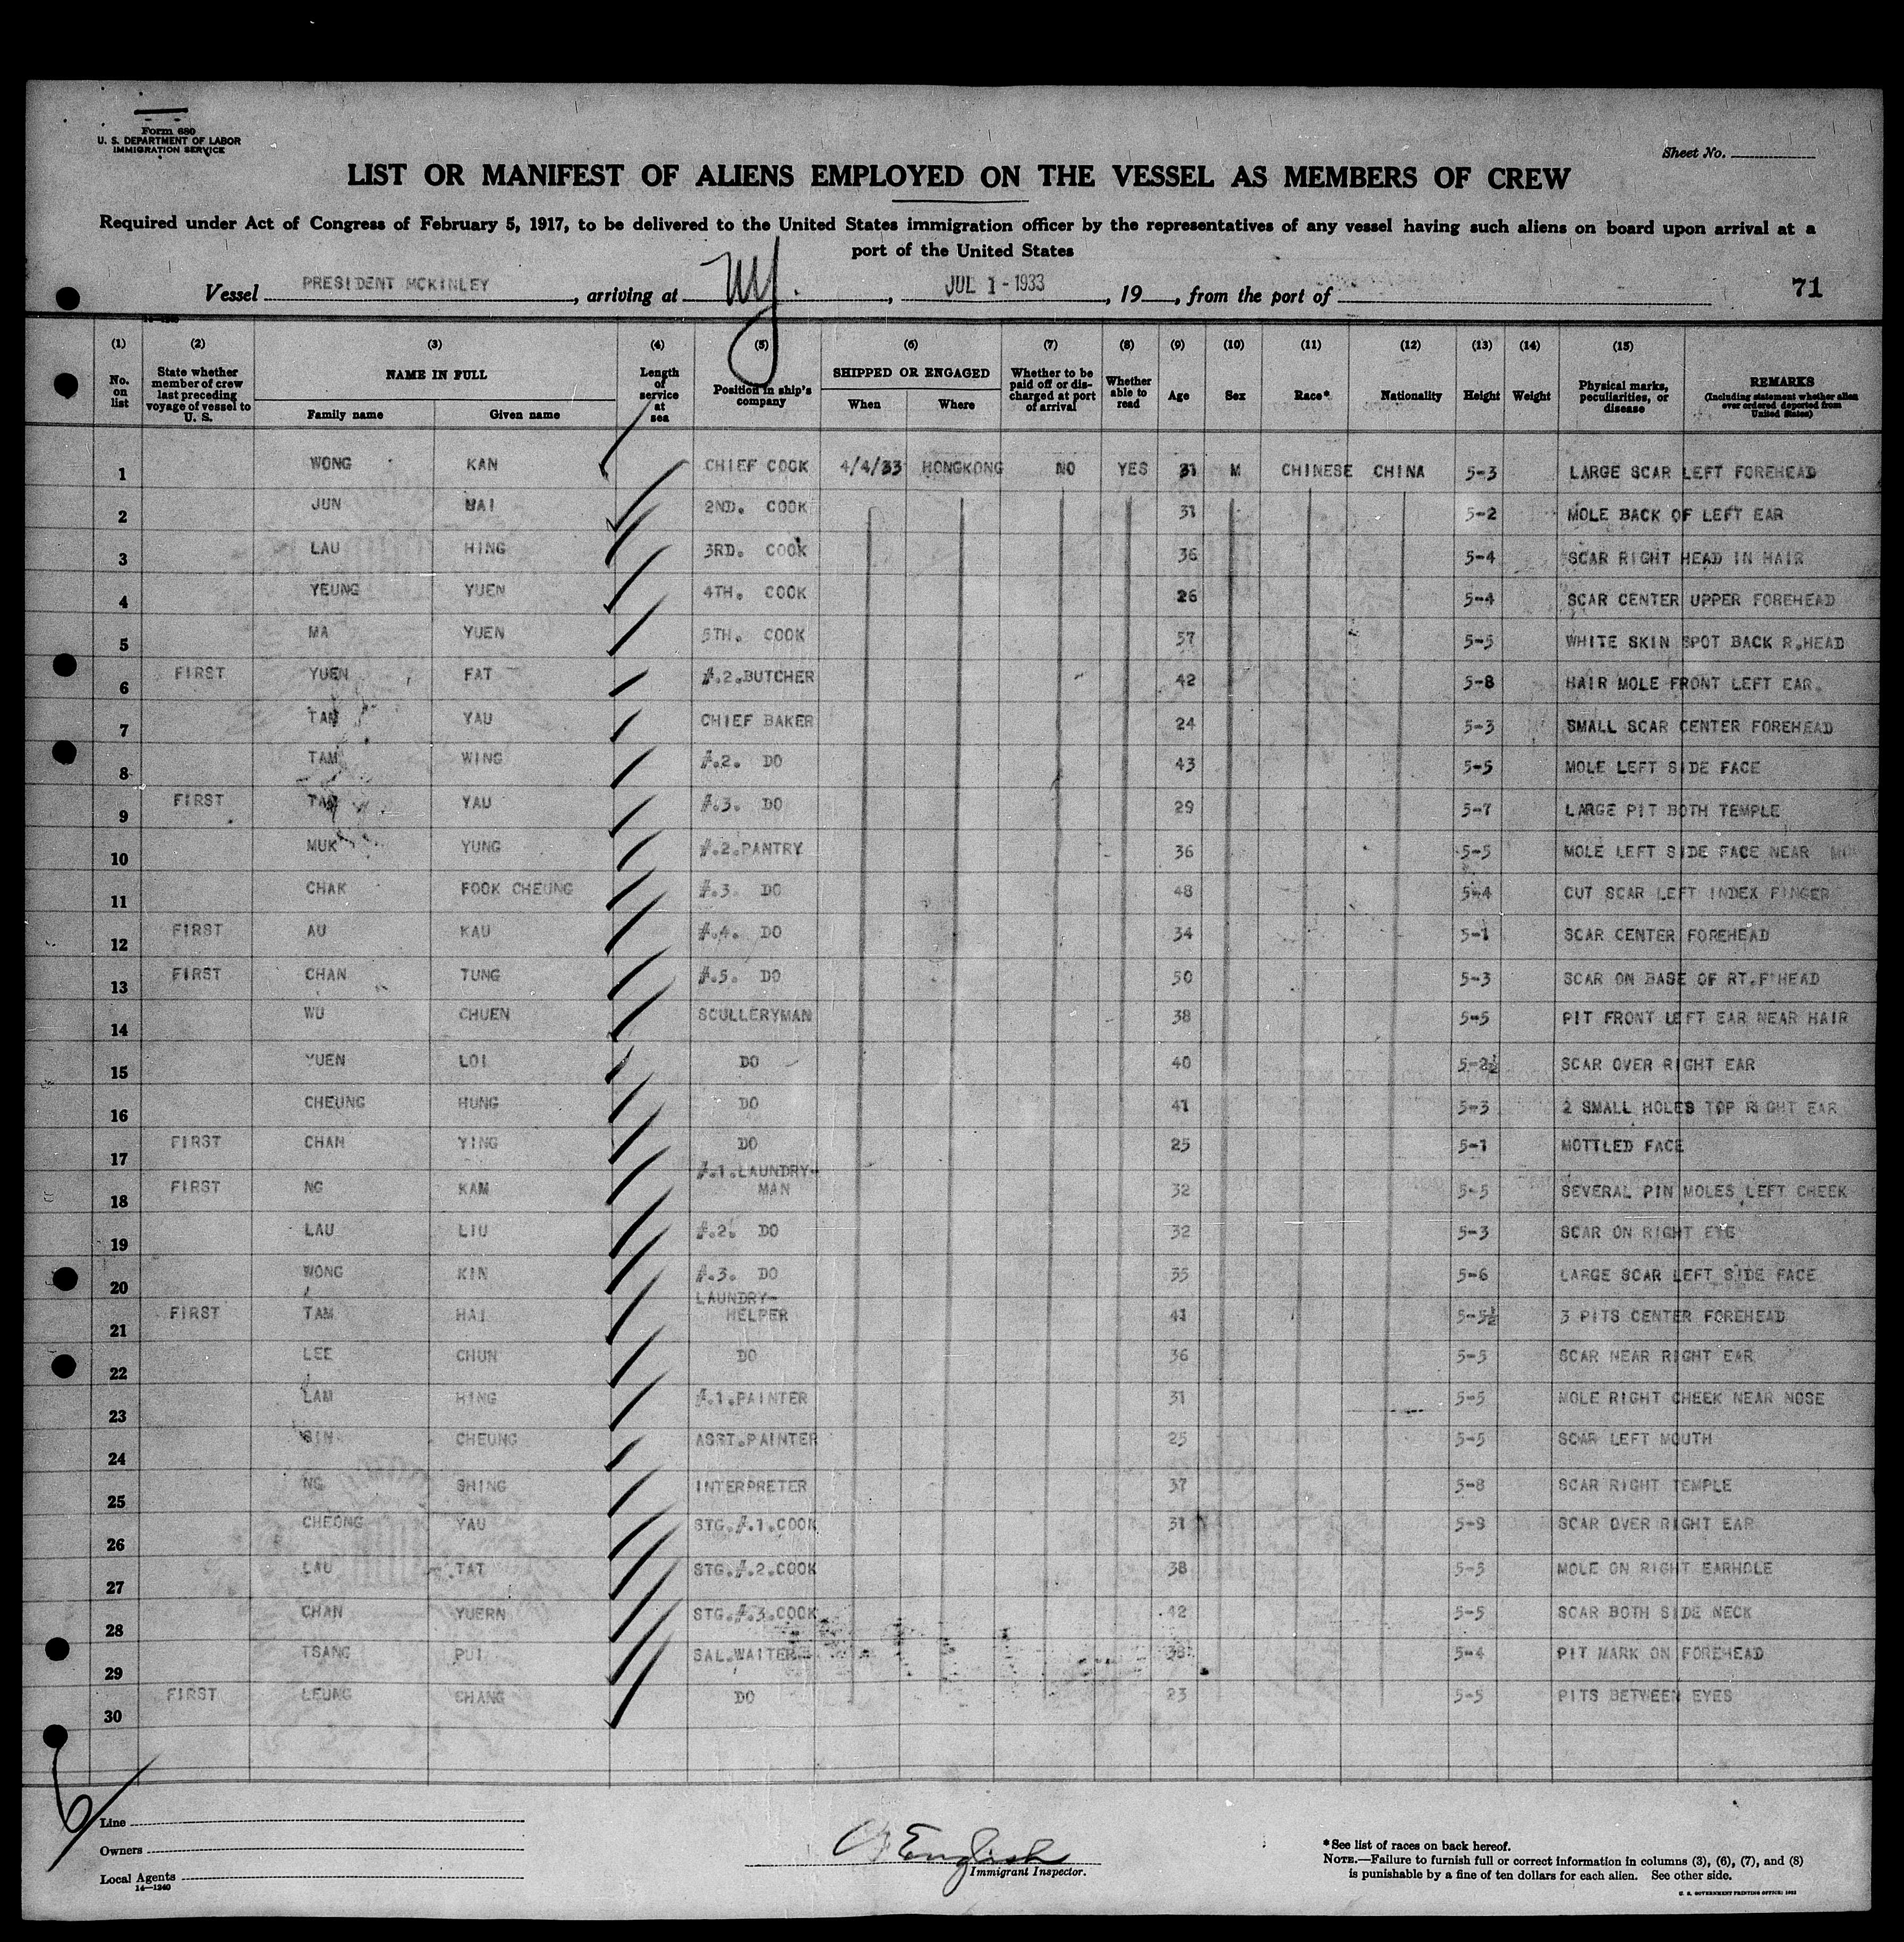 Form 680
U. S. DEPARTMENT OF LABOR
IMMIGRATION SERVICE
Sheet No.
LIST OR MANIFEST OF ALIENS EMPLOYED ON THE VESSEL AS MEMBERS OF CREW
Required under Act of Congress of February 5, 1917, to be delivered to the United States immigration officer by the representatives of any vessel having such aliens on board upon arrival at a
port of the United States
Vessel PRESIDENT MCKINLEY, arriving at NY., JUL 1 - 1933, 19, from the port of 71
(1) (2) (3) (4) (5) (6) (7) (8) (9) (10) (11) (12) (13) (14) (15)
No. on list
State whether member of crew last preceding voyage of vessel to U. S.
NAME IN FULL
Family name Given name
Length of service at sea
Position in ship's company
SHIPPED OR ENGAGED
When Where
Whether to be paid off or discharged at port of arrival
Whether able to read
Age Sex Race* Nationality Height Weight
Physical marks, peculiarities, or disease
REMARKS
(Including statement whether alien ever ordered deported from United States)
1 WONG KAN CHIEF COOK 4/4/33 HONGKONG NO YES 31 M CHINESE CHINA 5-3 LARGE SCAR LEFT FOREHEAD
2 JUN MAI 2ND. COOK 31 5-2 MOLE BACK OF LEFT EAR
3 LAU HING 3RD. COOK 36 5-4 SCAR RIGHT HEAD IN HAIR
4 YEUNG YUEN 4TH. COOK 26 5-4 SCAR CENTER UPPER FOREHEAD
5 MA YUEN 5TH. COOK 57 5-5 WHITE SKIN SPOT BACK R.HEAD
6 FIRST YUEN FAT #.2.BUTCHER 42 5-8 HAIR MOLE FRONT LEFT EAR.
7 TAM YAU CHIEF BAKER 24 5-3 SMALL SCAR CENTER FOREHEAD
8 TAM WING #.2. DO 43 5-5 MOLE LEFT SIDE FACE
9 FIRST TAM YAU #.3. DO 29 5-7 LARGE PIT BOTH TEMPLE
10 MUK YUNG #.2.PANTRY 36 5-5 MOLE LEFT SIDE FACE NEAR
11 CHAK FOOK CHEUNG #.3. DO 48 5-4 CUT SCAR LEFT INDEX FINGER
12 FIRST AU KAU #.4. DO 34 5-1 SCAR CENTER FOREHEAD
13 FIRST CHAN TUNG #.5. DO 50 5-3 SCAR ON BASE OF RT.F'HEAD
14 WU CHUEN SCULLERYMAN 38 5-5 PIT FRONT LEFT EAR NEAR HAIR
15 YUEN LOI DO 40 5-2½ SCAR OVER RIGHT EAR
16 CHEUNG HUNG DO 41 5-3 2 SMALL HOLES TOP RIGHT EAR
17 FIRST CHAN YING DO 25 5-1 MOTTLED FACE
18 FIRST NG KAM #.1.LAUNDRY-
MAN 32 5-5 SEVERAL PIN MOLES LEFT CHEEK
19 LAU LIU #.2. DO 32 5-3 SCAR ON RIGHT EYE
20 WONG KIN #.3. DO 35 5-6 LARGE SCAR LEFT SIDE FACE
21 FIRST TAM HAI LAUNDRY-
HELPER 41 5-5½ 3 PITS CENTER FOREHEAD
22 LEE CHUN DO 36 5-5 SCAR NEAR RIGHT EAR
23 LAM HING #.1.PAINTER 31 5-5 MOLE RIGHT CHEEK NEAR NOSE
24 SIN CHEUNG ASST.PAINTER 25 5-5 SCAR LEFT MOUTH
25 NG SHING INTERPRETER 37 5-8 SCAR RIGHT TEMPLE
26 CHEONG YAU STG.#.1.COOK 31 5-9 SCAR OVER RIGHT EAR
27 LAU TAT STG.#.2.COOK 38 5-5 MOLE ON RIGHT EARHOLE
28 CHAN YUERN STG.#.3.COOK 42 5-5 SCAR BOTH SIDE NECK
29 TSANG PUI SAL.WAITER 38 5-4 PIT MARK ON FOREHEAD
30 FIRST LEUNG CHANG DO 23 5-5 PITS BETWEEN EYES
Line
Owners
Local Agents
14—1240
English
Immigrant Inspector.
*See list of races on back hereof.
NOTE.—Failure to furnish full or correct information in columns (3), (6), (7), and (8)
is punishable by a fine of ten dollars for each alien. See other side.
U. S. GOVERNMENT PRINTING OFFICE: 1932